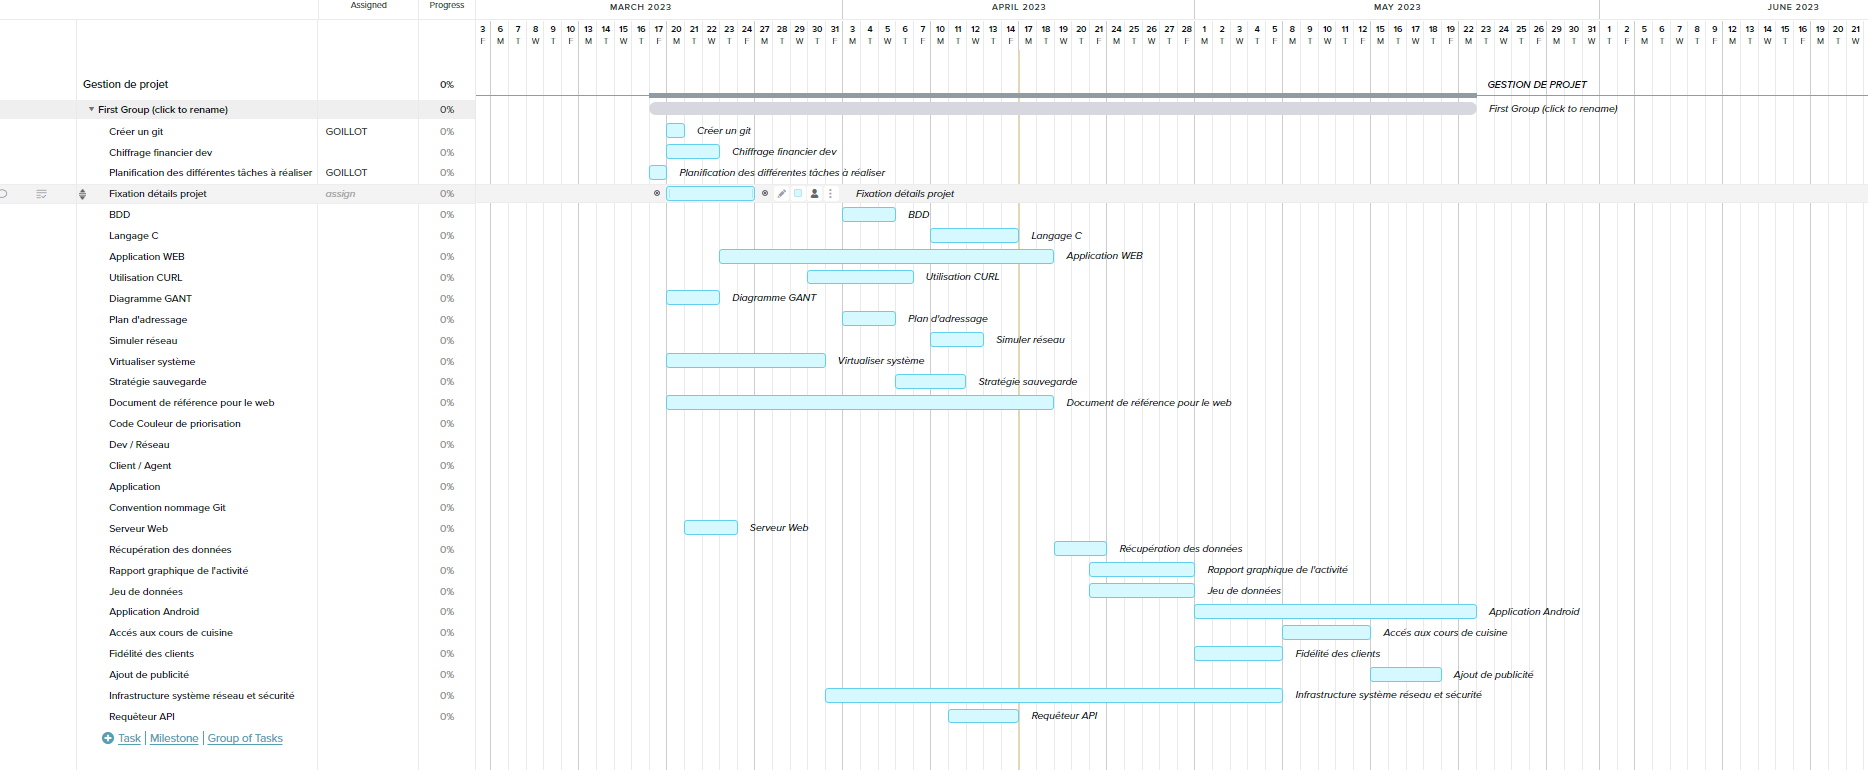 Assigned Progress MARCH 2023 APRIL 2023 MAY 2023 JUNE 2023
3 6 7 8 9 10 13 14 15 16 17 20 21 22 23 24 27 28 29 30 31 3 4 5 6 7 10 11 12 13 14 17 18 19 20 21 24 25 26 27 28 1 2 3 4 5 8 9 10 11 12 15 16 17 18 19 22 23 24 25 26 29 30 31 1 2 5 6 7 8 9 12 13 14 15 16 19 20 21
F M T W T F M T W T F M T W T F M T W T F M T W T F M T W T F M T W T F M T W T F M T W T F M T W T F M T W T F M T W T F M T W T F M T W T F M T W T F M T W
Gestion de projet 0% GESTION DE PROJET
First Group (click to rename) 0% First Group (click to rename)
Créer un git GOILLOT 0% Créer un git
Chiffrage financier dev 0% Chiffrage financier dev
Planification des différentes tâches à réaliser GOILLOT 0% Planification des différentes tâches à réaliser
Fixation détails projet assign 0% Fixation détails projet
BDD 0% BDD
Langage C 0% Langage C
Application WEB 0% Application WEB
Utilisation CURL 0% Utilisation CURL
Diagramme GANT 0% Diagramme GANT
Plan d'adressage 0% Plan d'adressage
Simuler réseau 0% Simuler réseau
Virtualiser système 0% Virtualiser système
Stratégie sauvegarde 0% Stratégie sauvegarde
Document de référence pour le web 0% Document de référence pour le web
Code Couleur de priorisation 0%
Dev / Réseau 0%
Client / Agent 0%
Application 0%
Convention nommage Git 0%
Serveur Web 0% Serveur Web
Récupération des données 0% Récupération des données
Rapport graphique de l'activité 0% Rapport graphique de l'activité
Jeu de données 0% Jeu de données
Application Android 0% Application Android
Accés aux cours de cuisine 0% Accés aux cours de cuisine
Fidélité des clients 0% Fidélité des clients
Ajout de publicité 0% Ajout de publicité
Infrastructure système réseau et sécurité 0% Infrastructure système réseau et sécurité
Requêteur API 0% Requêteur API
Task | Milestone | Group of Tasks